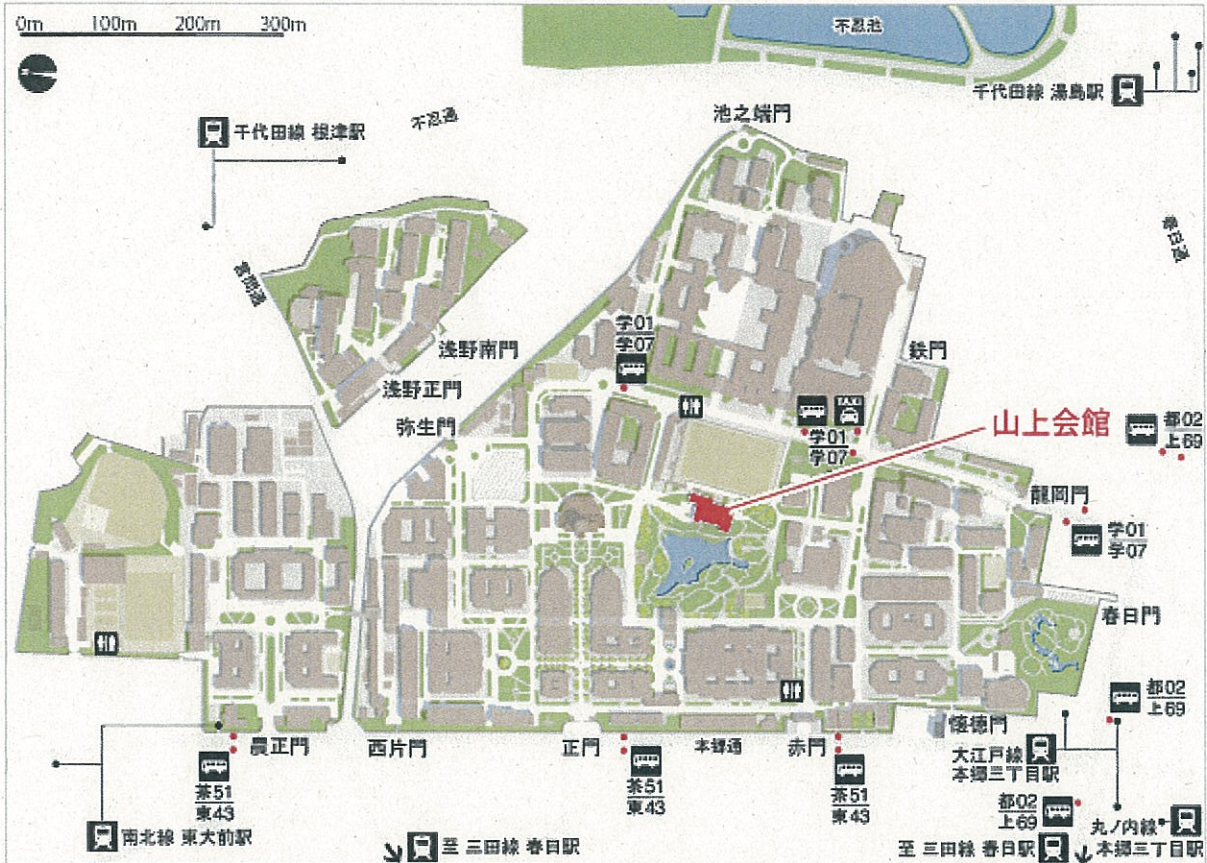 0m 100m 200m 300m
不忍池
千代田線 湯島駅
千代田線 根津駅
不忍通
池之端門
春日通
言問通
学01
学07
浅野南門
鉄門
浅野正門
TAXI
山上会館
都02
上69
弥生門
学01
学07
龍岡門
学01
学07
春日門
都02
上69
農正門
西片門
正門
本郷通
赤門
懐徳門
大江戸線
本郷三丁目駅
茶51
東43
茶51
東43
茶51
東43
都02
上69
丸ノ内線
本郷三丁目駅
南北線 東大前駅
至 三田線 春日駅
至 三田線 春日駅